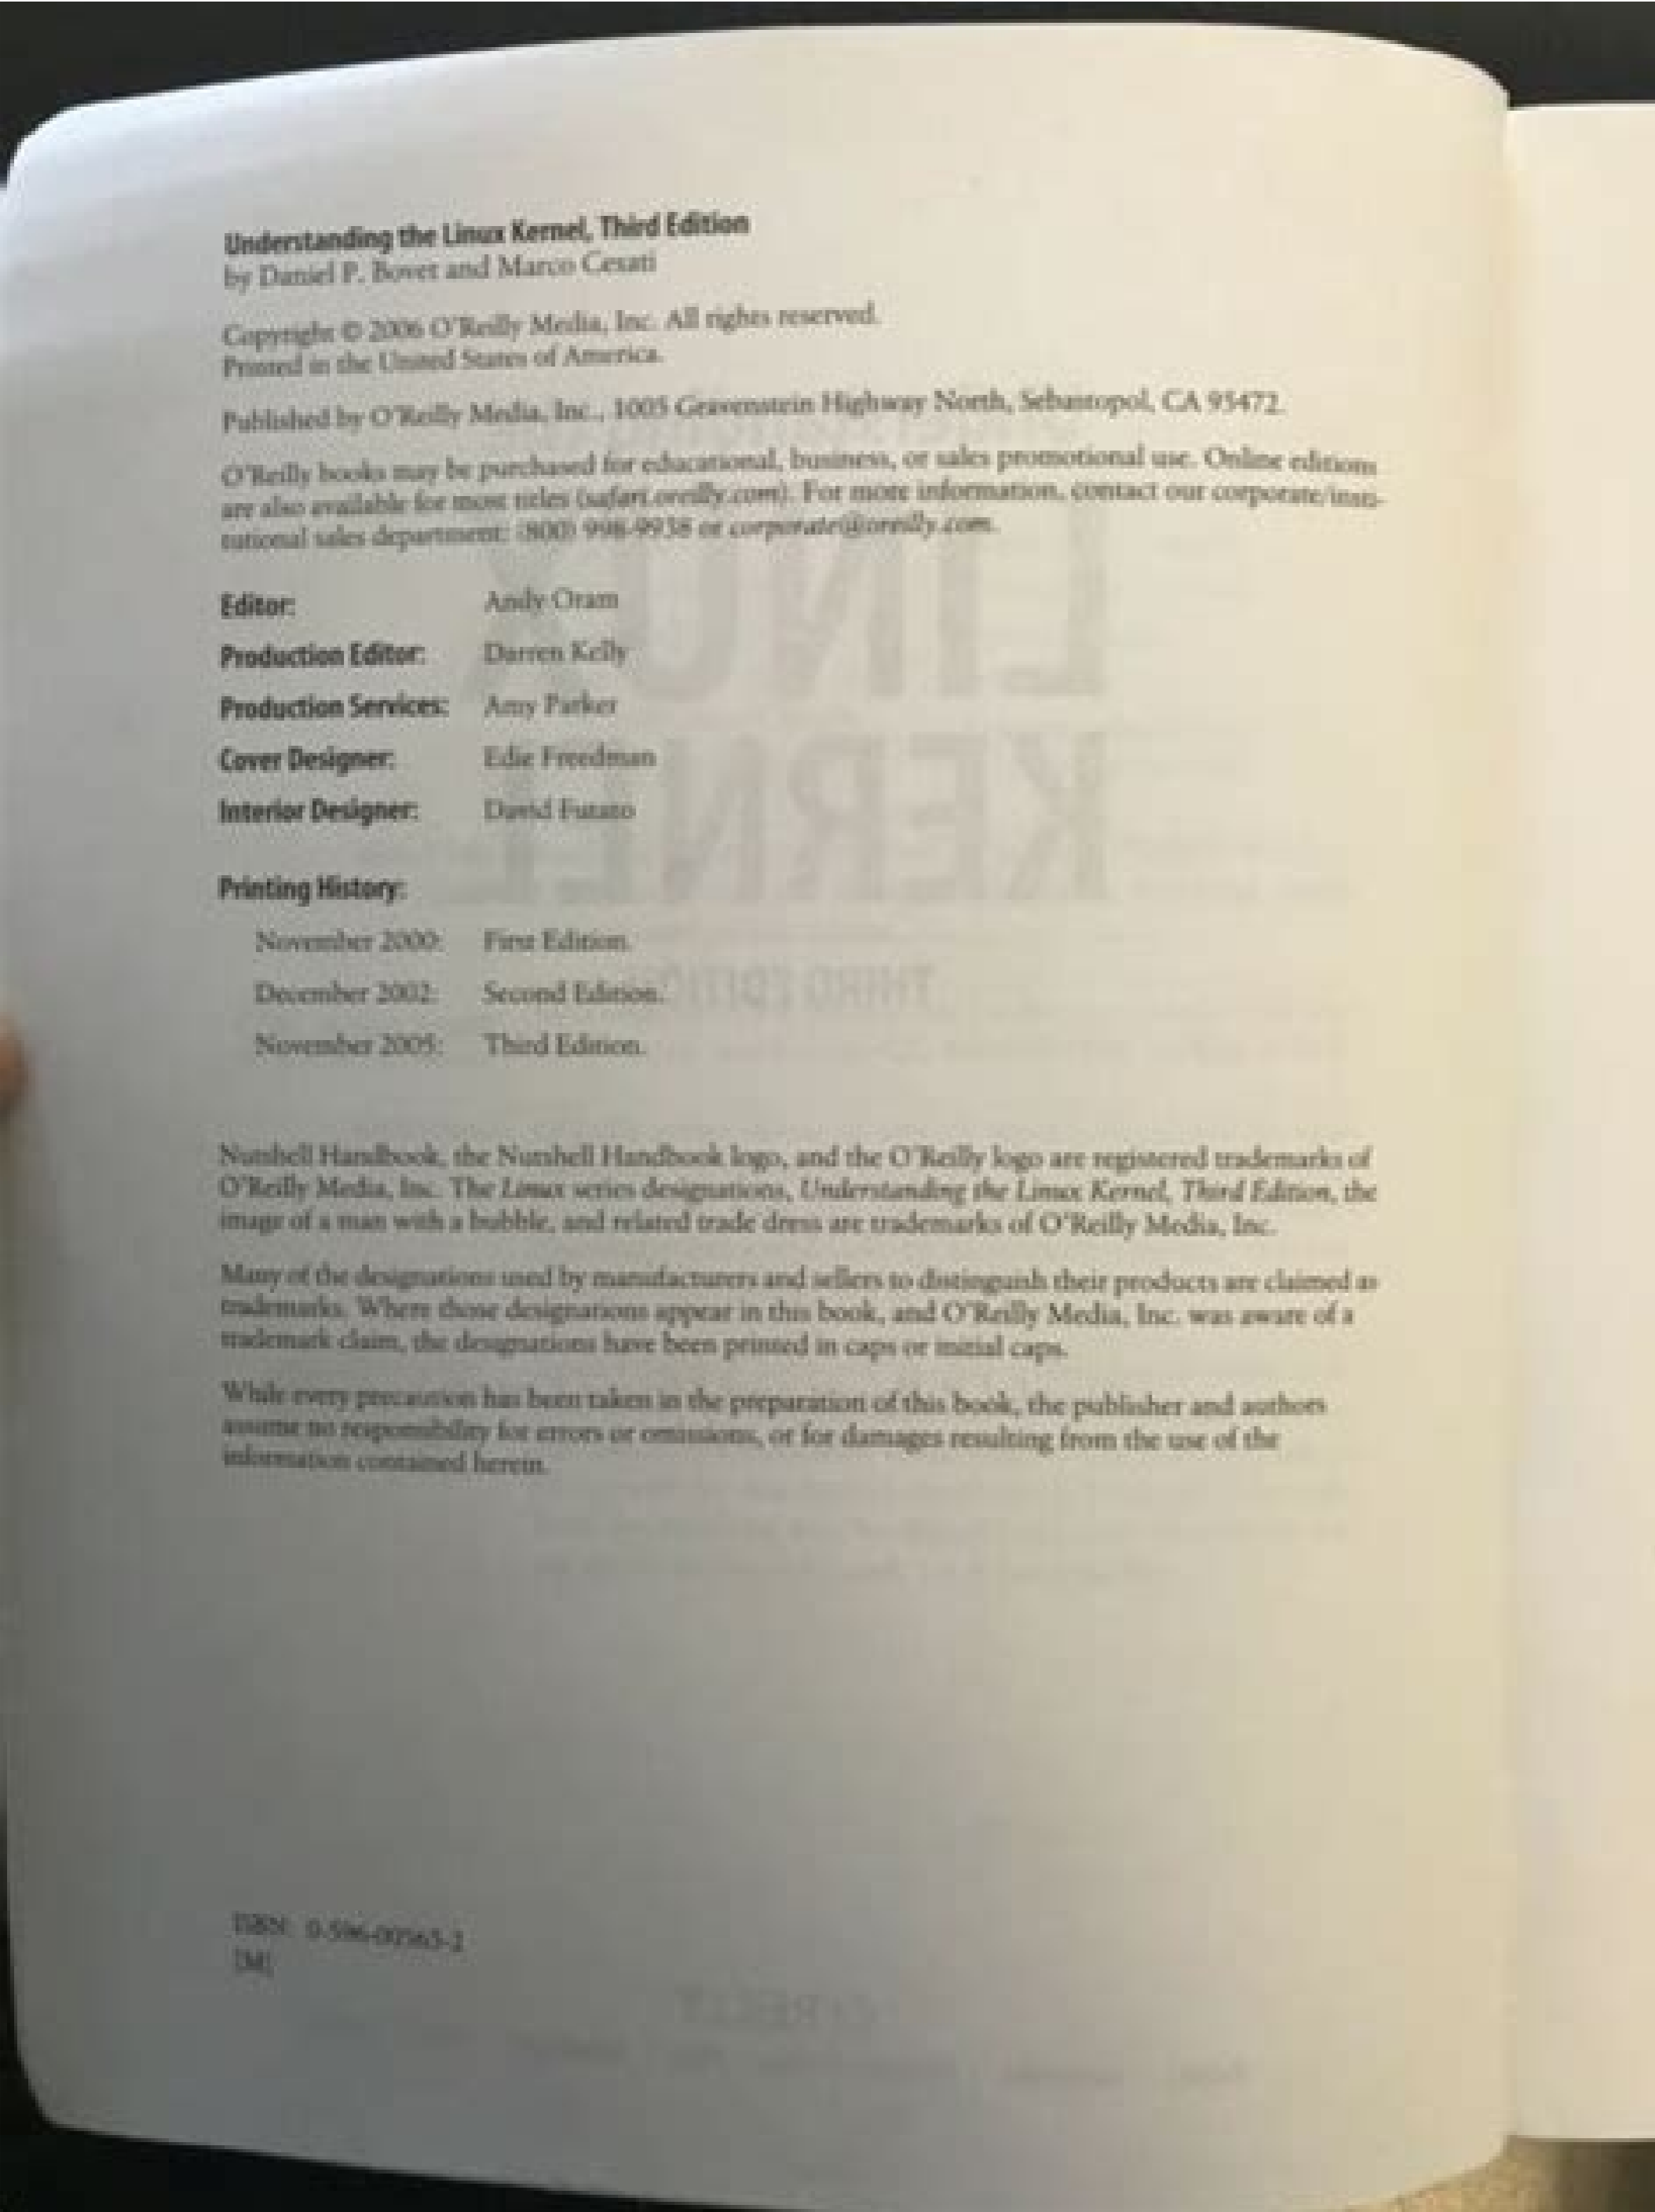 Understanding the Linux Kernel, Third Edition
by Daniel P. Bovet and Marco Cesati
Copyright © 2006 O'Reilly Media, Inc. All rights reserved.
Printed in the United States of America.
Published by O'Reilly Media, Inc., 1005 Gravenstein Highway North, Sebastopol, CA 95472.
O'Reilly books may be purchased for educational, business, or sales promotional use. Online editions
are also available for most titles (safari.oreilly.com). For more information, contact our corporate/insti-
tutional sales department: (800) 998-9938 or corporate@oreilly.com.
Editor: Andy Oram
Production Editor: Darren Kelly
Production Services: Amy Parker
Cover Designer: Edie Freedman
Interior Designer: David Futato
Printing History:
November 2000: First Edition.
December 2002: Second Edition.
November 2005: Third Edition.
Nutshell Handbook, the Nutshell Handbook logo, and the O'Reilly logo are registered trademarks of
O'Reilly Media, Inc. The Linux series designations, Understanding the Linux Kernel, Third Edition, the
image of a man with a bubble, and related trade dress are trademarks of O'Reilly Media, Inc.
Many of the designations used by manufacturers and sellers to distinguish their products are claimed as
trademarks. Where those designations appear in this book, and O'Reilly Media, Inc. was aware of a
trademark claim, the designations have been printed in caps or initial caps.
While every precaution has been taken in the preparation of this book, the publisher and authors
assume no responsibility for errors or omissions, or for damages resulting from the use of the
information contained herein.
ISBN: 0-596-00565-2
[M]
LINUX
KERNEL
THIRD EDITION
O'REILLY